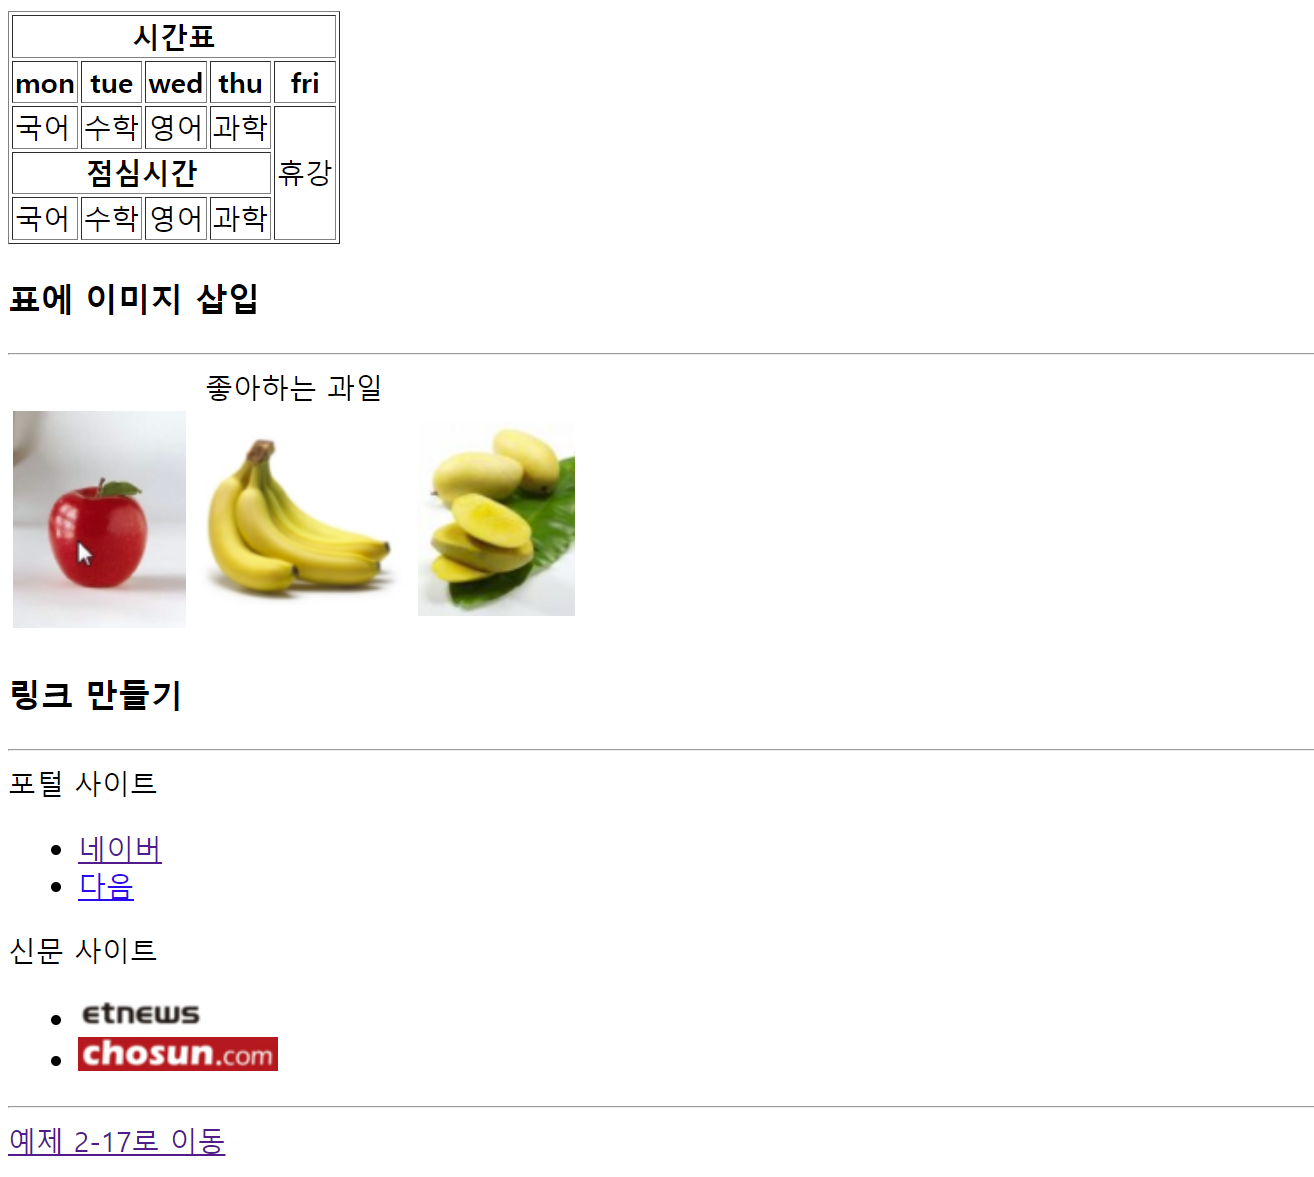 시간표
mon tue wed thu fri
국어 수학 영어 과학 휴강
점심시간
국어 수학 영어 과학
표에 이미지 삽입
좋아하는 과일
링크 만들기
포털 사이트
네이버
다음
신문 사이트
etnews
chosun.com
예제 2-17로 이동